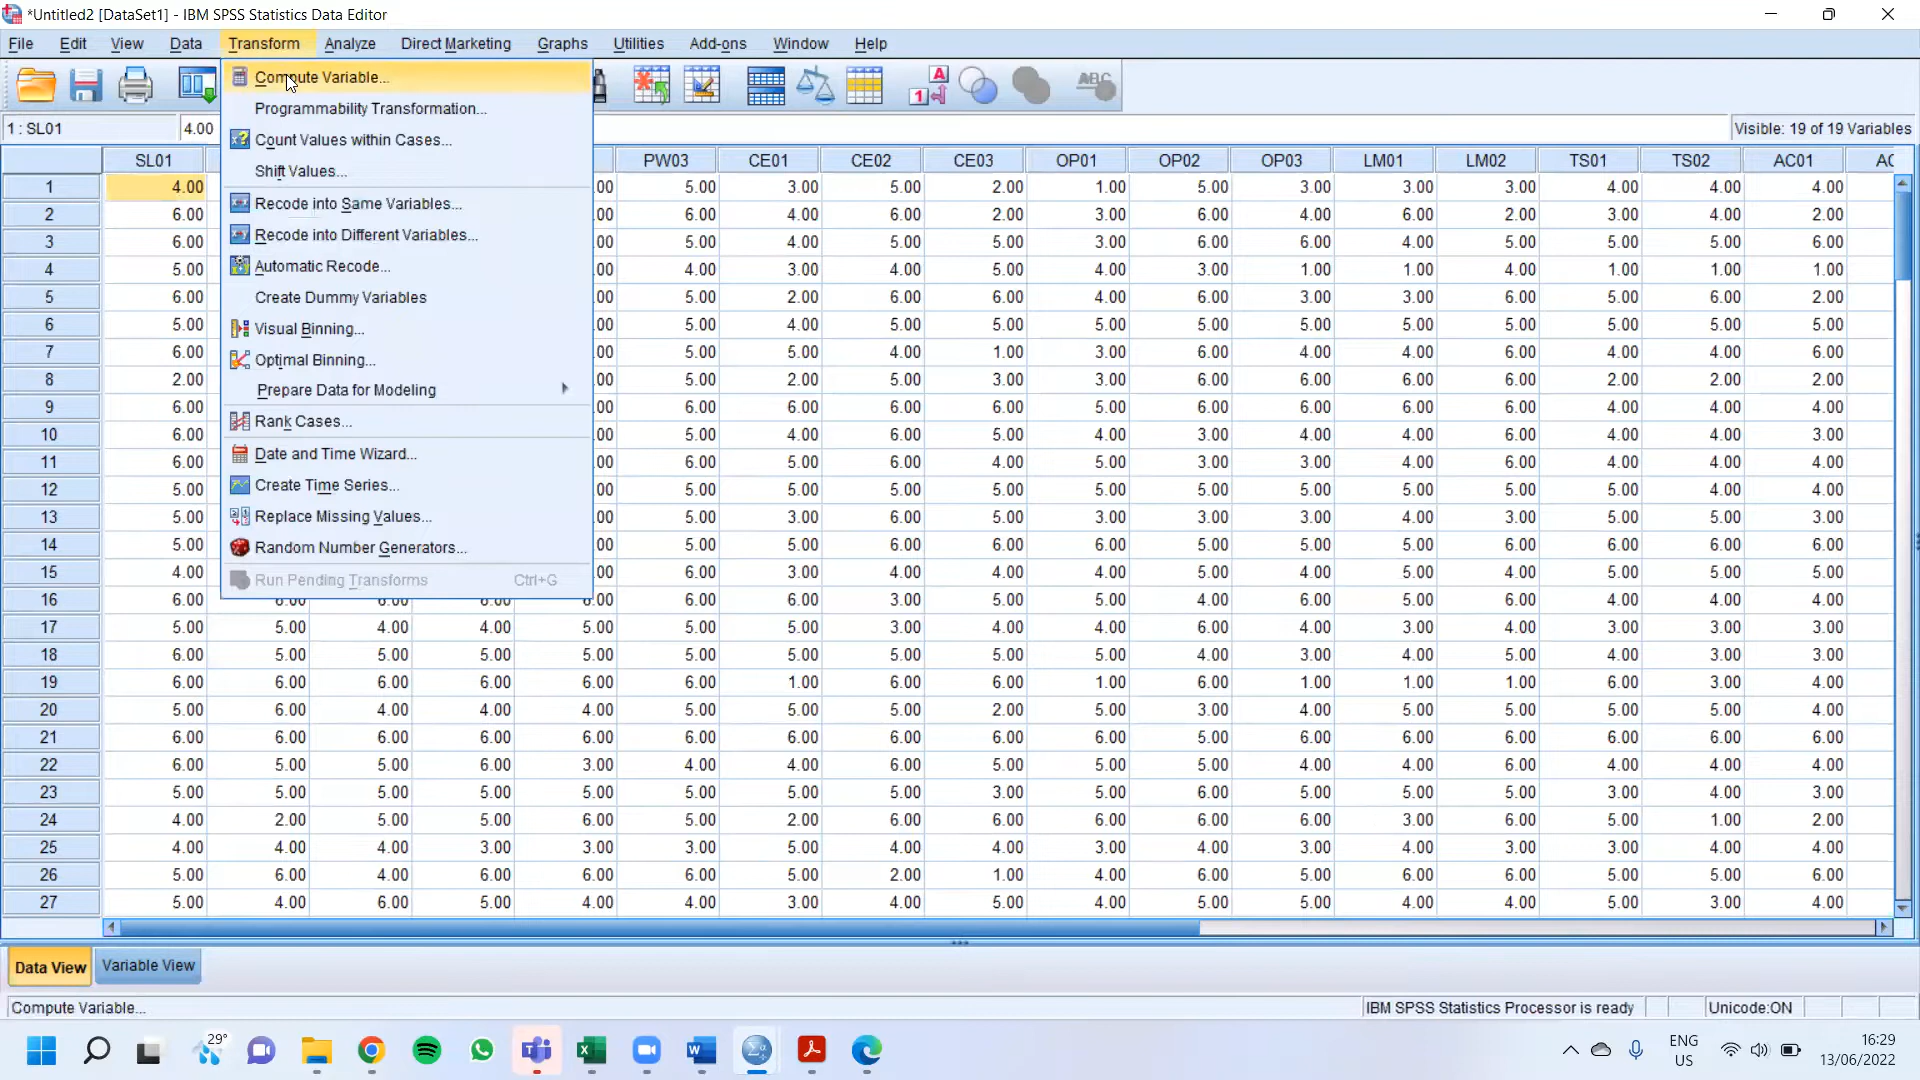 *Untitled2 [DataSet1] - IBM SPSS Statistics Data Editor
File Edit View Data Transform Analyze Direct Marketing Graphs Utilities Add-ons Window Help
1 : SL01 4.00 Visible: 19 of 19 Variables
Compute Variable...
Programmability Transformation...
Count Values within Cases...
Shift Values...
Recode into Same Variables...
Recode into Different Variables...
Automatic Recode...
Create Dummy Variables
Visual Binning...
Optimal Binning...
Prepare Data for Modeling
Rank Cases...
Date and Time Wizard...
Create Time Series...
Replace Missing Values...
Random Number Generators...
Run Pending Transforms Ctrl+G
SL01 PW03 CE01 CE02 CE03 OP01 OP02 OP03 LM01 LM02 TS01 TS02 AC01 AC
1 4.00 .00 5.00 3.00 5.00 2.00 1.00 5.00 3.00 3.00 3.00 4.00 4.00 4.00
2 6.00 .00 6.00 4.00 6.00 2.00 3.00 6.00 4.00 6.00 2.00 3.00 4.00 2.00
3 6.00 .00 6.00 4.00 5.00 5.00 3.00 6.00 6.00 4.00 5.00 5.00 5.00 6.00
4 5.00 .00 4.00 3.00 4.00 5.00 4.00 3.00 1.00 1.00 4.00 1.00 1.00 1.00
5 6.00 .00 5.00 2.00 6.00 6.00 4.00 6.00 3.00 3.00 6.00 5.00 6.00 2.00
6 5.00 .00 5.00 4.00 5.00 5.00 5.00 5.00 5.00 5.00 5.00 5.00 5.00 5.00
7 6.00 .00 5.00 5.00 4.00 1.00 3.00 6.00 4.00 4.00 6.00 4.00 4.00 4.00
8 2.00 .00 5.00 2.00 5.00 3.00 3.00 6.00 6.00 6.00 6.00 2.00 2.00 2.00
9 6.00 .00 6.00 6.00 6.00 6.00 5.00 6.00 6.00 6.00 6.00 6.00 4.00 4.00
10 6.00 .00 5.00 4.00 6.00 5.00 4.00 3.00 4.00 4.00 4.00 4.00 4.00 3.00
11 6.00 .00 6.00 5.00 6.00 4.00 5.00 3.00 3.00 4.00 6.00 5.00 5.00 3.00
12 5.00 .00 5.00 5.00 5.00 5.00 5.00 5.00 5.00 5.00 5.00 5.00 4.00 4.00
13 5.00 .00 5.00 3.00 6.00 5.00 3.00 3.00 3.00 4.00 3.00 5.00 5.00 3.00
14 5.00 .00 6.00 6.00 6.00 6.00 6.00 5.00 5.00 5.00 5.00 6.00 6.00 6.00
15 4.00 .00 6.00 3.00 4.00 4.00 4.00 5.00 4.00 5.00 5.00 5.00 4.00 4.00
16 6.00 6.00 6.00 6.00 6.00 6.00 6.00 3.00 5.00 5.00 4.00 6.00 5.00 6.00 4.00 4.00 4.00
17 5.00 5.00 4.00 4.00 5.00 5.00 5.00 3.00 4.00 4.00 6.00 4.00 3.00 4.00 3.00 3.00 3.00
18 6.00 5.00 5.00 5.00 5.00 5.00 5.00 5.00 5.00 5.00 4.00 3.00 4.00 5.00 4.00 3.00 3.00
19 6.00 6.00 6.00 6.00 6.00 6.00 1.00 6.00 6.00 1.00 6.00 1.00 1.00 1.00 6.00 3.00 4.00
20 5.00 6.00 4.00 4.00 4.00 5.00 5.00 5.00 2.00 5.00 3.00 4.00 5.00 5.00 5.00 5.00 4.00
21 6.00 6.00 6.00 6.00 6.00 6.00 6.00 6.00 6.00 6.00 5.00 6.00 6.00 6.00 6.00 6.00 6.00
22 6.00 5.00 5.00 6.00 3.00 4.00 4.00 6.00 5.00 5.00 5.00 4.00 4.00 6.00 4.00 4.00 4.00
23 5.00 5.00 5.00 5.00 5.00 5.00 5.00 5.00 3.00 5.00 6.00 5.00 5.00 5.00 3.00 4.00 3.00
24 4.00 2.00 5.00 5.00 6.00 5.00 2.00 6.00 6.00 6.00 6.00 6.00 3.00 6.00 5.00 1.00 2.00
25 4.00 4.00 4.00 3.00 3.00 3.00 5.00 4.00 4.00 3.00 4.00 3.00 4.00 3.00 3.00 4.00 4.00
26 5.00 6.00 4.00 6.00 6.00 6.00 5.00 2.00 1.00 4.00 6.00 5.00 6.00 6.00 5.00 5.00 6.00
27 5.00 4.00 6.00 5.00 4.00 4.00 3.00 4.00 5.00 4.00 5.00 5.00 4.00 4.00 5.00 3.00 4.00
Data View Variable View
Compute Variable... IBM SPSS Statistics Processor is ready Unicode:ON
29°
ENG
US
16:29
13/06/2022